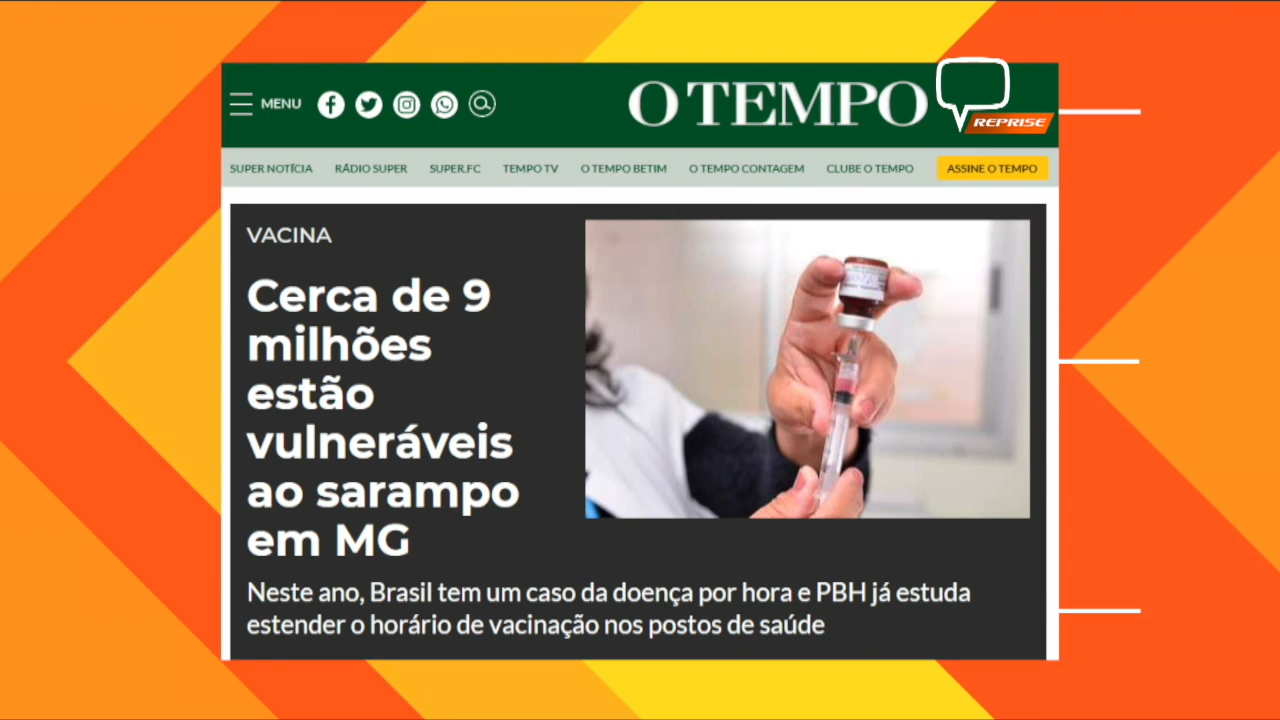 MENU
O TEMPO
REPRISE
SUPER NOTÍCIA RÁDIO SUPER SUPER.FC TEMPO TV O TEMPO BETIM O TEMPO CONTAGEM CLUBE O TEMPO ASSINE O TEMPO
VACINA
Cerca de 9
milhões
estão
vulneráveis
ao sarampo
em MG
Neste ano, Brasil tem um caso da doença por hora e PBH já estuda
estender o horário de vacinação nos postos de saúde